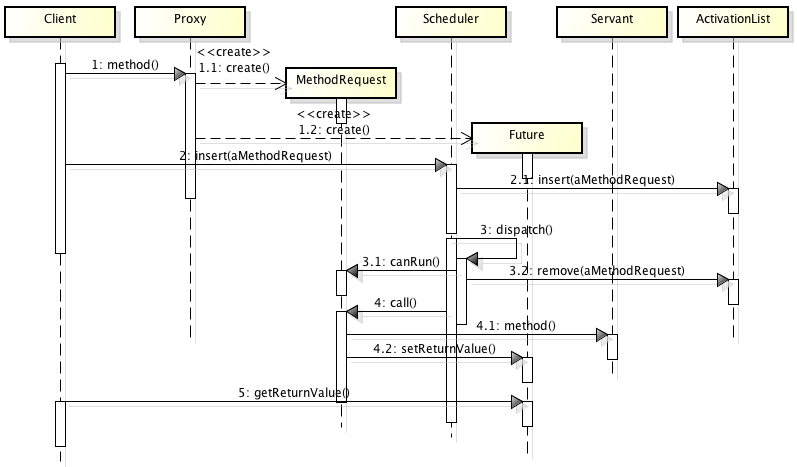 Client
Proxy
Scheduler
Servant
ActivationList
<<create>>
1: method()
1.1: create()
MethodRequest
<<create>>
1.2: create()
Future
2: insert(aMethodRequest)
2.1: insert(aMethodRequest)
3: dispatch()
3.1: canRun()
3.2: remove(aMethodRequest)
4: call()
4.1: method()
4.2: setReturnValue()
5: getReturnValue()